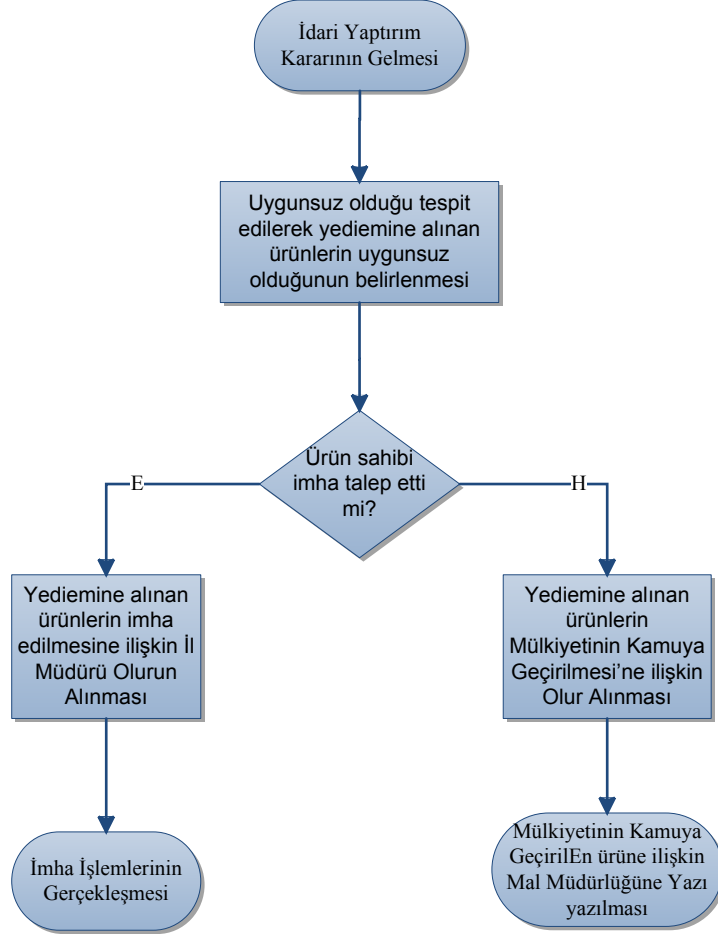 İdari Yaptırım
Kararının Gelmesi
Uygunsuz olduğu tespit
edilerek yediemine alınan
ürünlerin uygunsuz
olduğunun belirlenmesi
Ürün sahibi
imha talep etti
mi?
E
H
Yediemine alınan
ürünlerin imha
edilmesine ilişkin İl
Müdürü Olurun
Alınması
Yediemine alınan
ürünlerin
Mülkiyetinin Kamuya
Geçirilmesi’ne ilişkin
Olur Alınması
İmha İşlemlerinin
Gerçekleşmesi
Mülkiyetinin Kamuya
GeçirilEn ürüne ilişkin
Mal Müdürlüğüne Yazı
yazılması